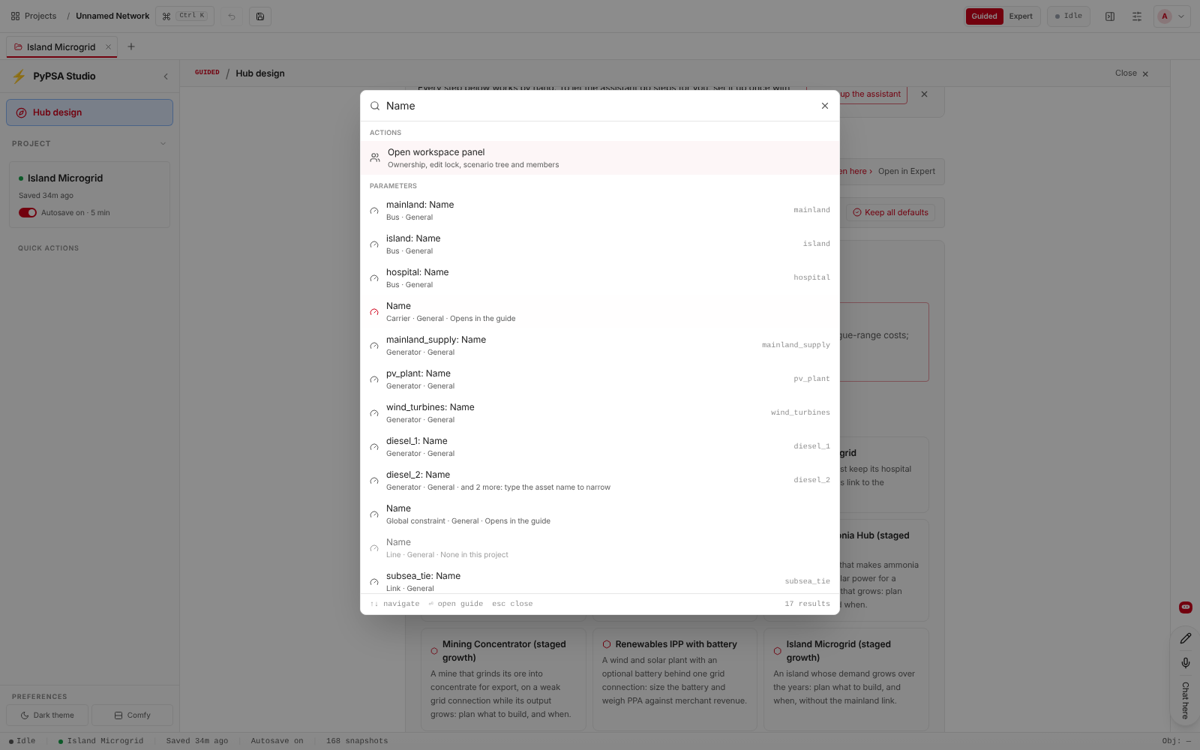 Projects / Unnamed Network Ctrl K
Guided Expert Idle A
Island Microgrid
PyPSA Studio
GUIDED / Hub design Close
Hub design
PROJECT
Island Microgrid
Saved 34m ago
Autosave on · 5 min
QUICK ACTIONS
up the assistant
Open in Expert
Keep all defaults
gue-range costs;
Name
ACTIONS
Open workspace panel
Ownership, edit lock, scenario tree and members
PARAMETERS
mainland: Name mainland
Bus · General
island: Name island
Bus · General
hospital: Name hospital
Bus · General
Name
Carrier · General · Opens in the guide
mainland_supply: Name mainland_supply
Generator · General
pv_plant: Name pv_plant
Generator · General
wind_turbines: Name wind_turbines
Generator · General
diesel_1: Name diesel_1
Generator · General
diesel_2: Name diesel_2
Generator · General · and 2 more: type the asset name to narrow
Name
Global constraint · General · Opens in the guide
Name
Line · General · None in this project
subsea_tie: Name subsea_tie
Link · General
↑↓ navigate ↵ open guide esc close 17 results
grid
st keep its hospital
s link to the
nia Hub (staged
that makes ammonia
lar power for a
that grows: plan
d when.
Mining Concentrator (staged
growth)
A mine that grinds its ore into
concentrate for export, on a weak
grid connection while its output
grows: plan what to build, and when.
Renewables IPP with battery
A wind and solar plant with an
optional battery behind one grid
connection: size the battery and
weigh PPA against merchant revenue.
Island Microgrid (staged
growth)
An island whose demand grows over
the years: plan what to build, and
when, without the mainland link.
Chat here
PREFERENCES
Dark theme Comfy
Idle Island Microgrid Saved 34m ago Autosave on 168 snapshots Obj: —